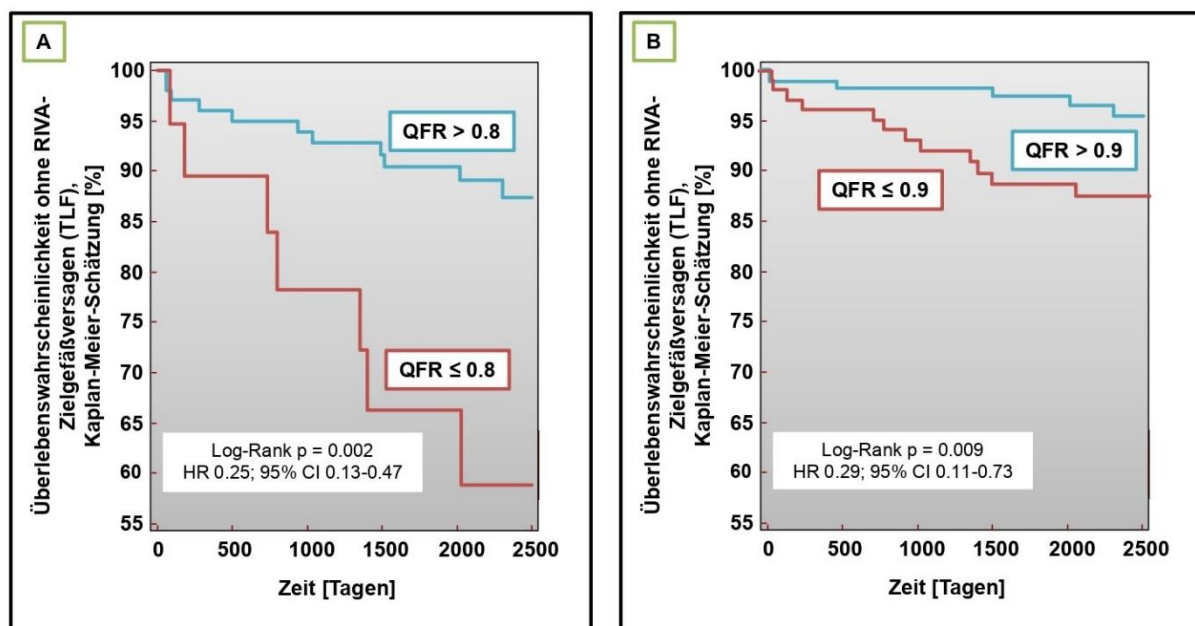 A
Überlebenswahrscheinlichkeit ohne RIVA-
Zielgefäßversagen (TLF),
Kaplan-Meier-Schätzung [%]
100
95
90
85
80
75
70
65
60
55
QFR > 0.8
QFR ≤ 0.8
Log-Rank p = 0.002
HR 0.25; 95% CI 0.13-0.47
0 500 1000 1500 2000 2500
Zeit [Tagen]
B
Überlebenswahrscheinlichkeit ohne RIVA-
Zielgefäßversagen (TLF),
Kaplan-Meier-Schätzung [%]
100
95
90
85
80
75
70
65
60
55
QFR > 0.9
QFR ≤ 0.9
Log-Rank p = 0.009
HR 0.29; 95% CI 0.11-0.73
0 500 1000 1500 2000 2500
Zeit [Tagen]